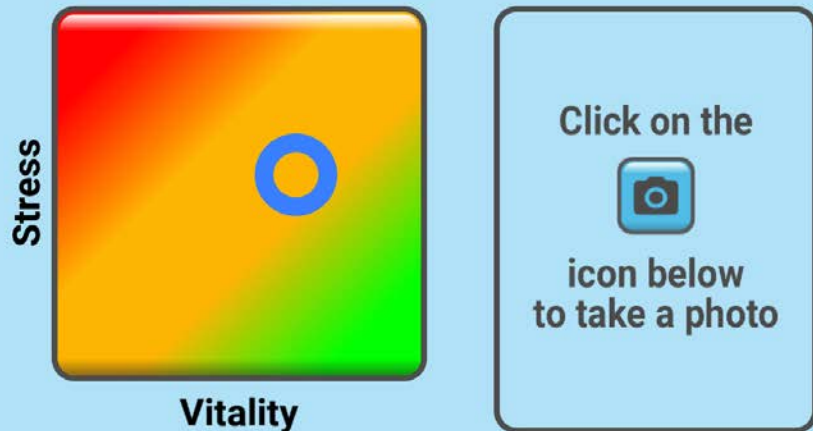 Stress
Vitality
Click on the
icon below
to take a photo